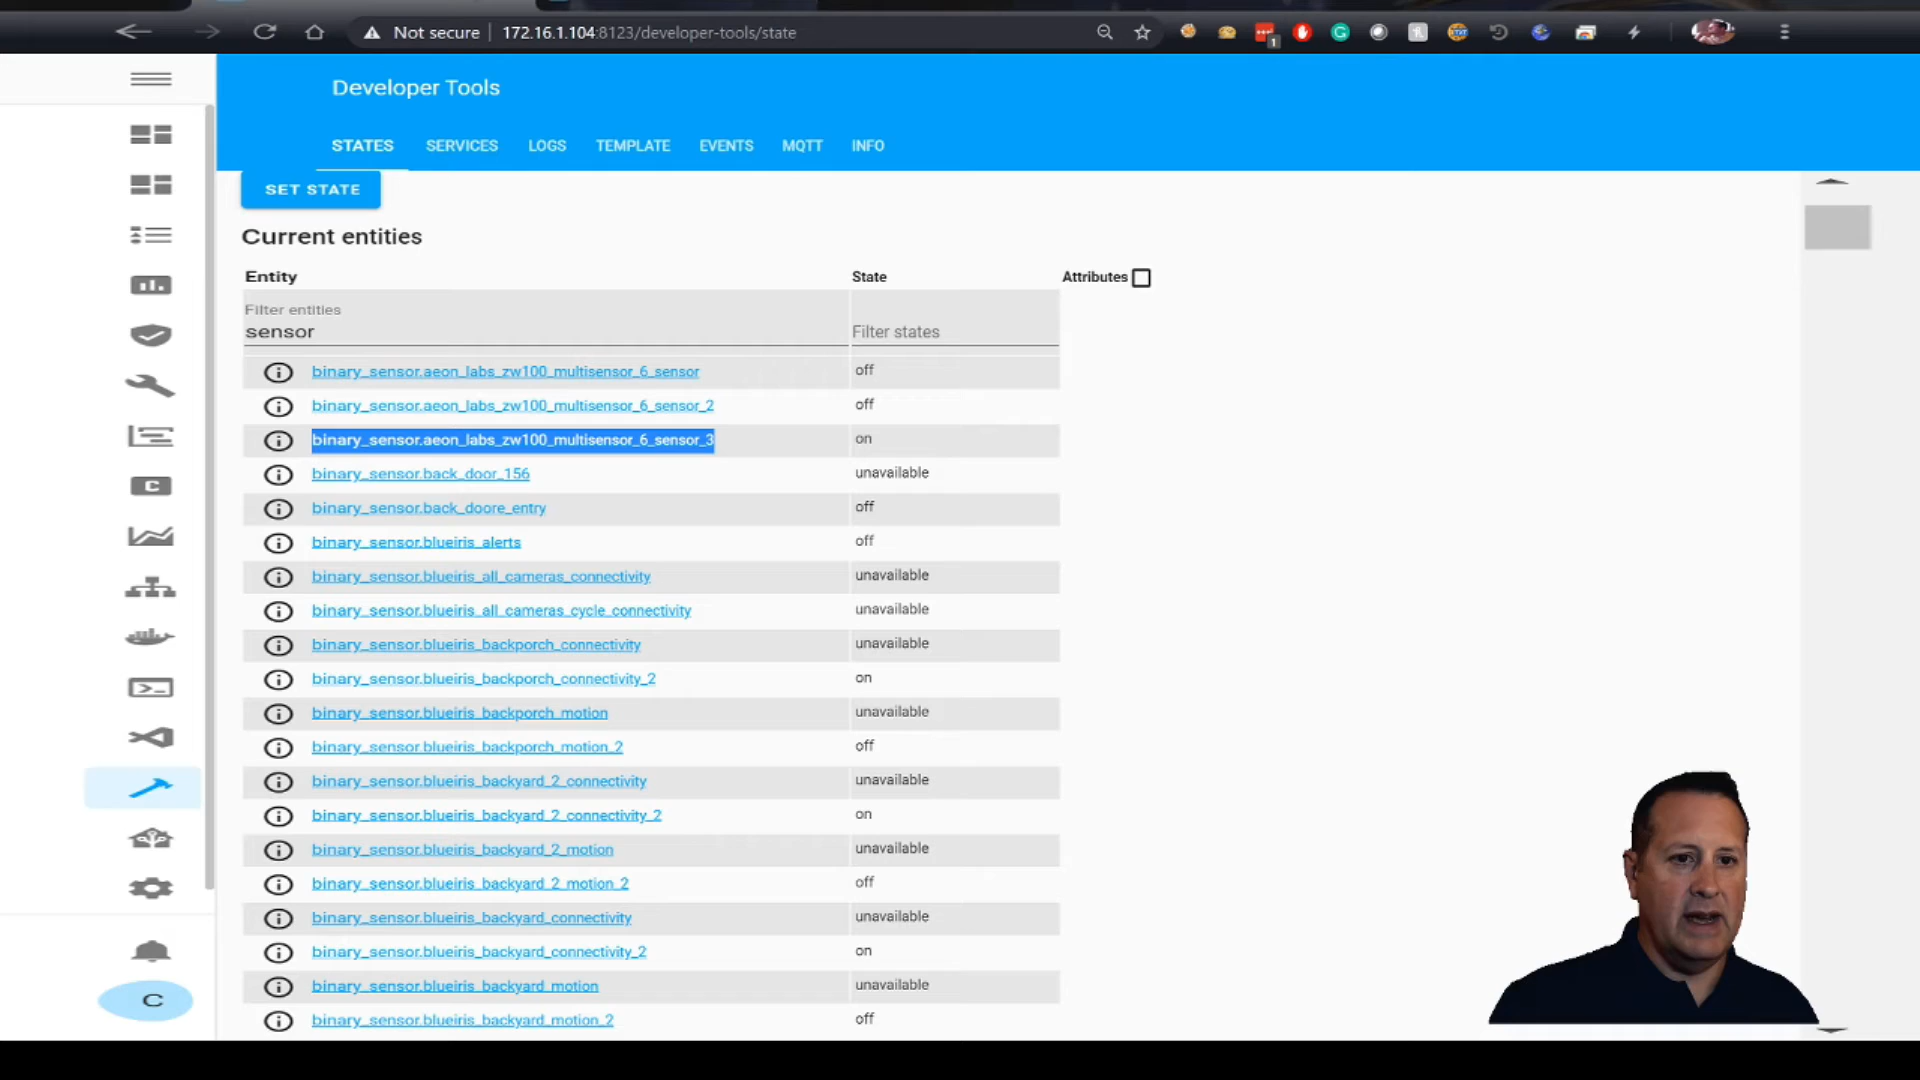 Not secure 172.16.1.104:8123/developer-tools/state
1
Developer Tools
STATES SERVICES LOGS TEMPLATE EVENTS MQTT INFO
SET STATE
Current entities
Entity State Attributes
Filter entities
sensor Filter states
binary_sensor.aeon_labs_zw100_multisensor_6_sensor off
binary_sensor.aeon_labs_zw100_multisensor_6_sensor_2 off
binary_sensor.aeon_labs_zw100_multisensor_6_sensor_3 on
binary_sensor.back_door_156 unavailable
binary_sensor.back_doore_entry off
binary_sensor.blueiris_alerts off
binary_sensor.blueiris_all_cameras_connectivity unavailable
binary_sensor.blueiris_all_cameras_cycle_connectivity unavailable
binary_sensor.blueiris_backporch_connectivity unavailable
binary_sensor.blueiris_backporch_connectivity_2 on
binary_sensor.blueiris_backporch_motion unavailable
binary_sensor.blueiris_backporch_motion_2 off
binary_sensor.blueiris_backyard_2_connectivity unavailable
binary_sensor.blueiris_backyard_2_connectivity_2 on
binary_sensor.blueiris_backyard_2_motion unavailable
binary_sensor.blueiris_backyard_2_motion_2 off
binary_sensor.blueiris_backyard_connectivity unavailable
binary_sensor.blueiris_backyard_connectivity_2 on
binary_sensor.blueiris_backyard_motion unavailable
binary_sensor.blueiris_backyard_motion_2 off
C
C